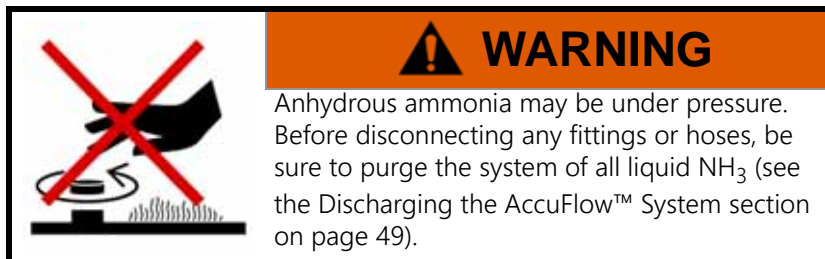 WARNING
Anhydrous ammonia may be under pressure.
Before disconnecting any fittings or hoses, be
sure to purge the system of all liquid NH₃ (see
the Discharging the AccuFlow™ System section
on page 49).